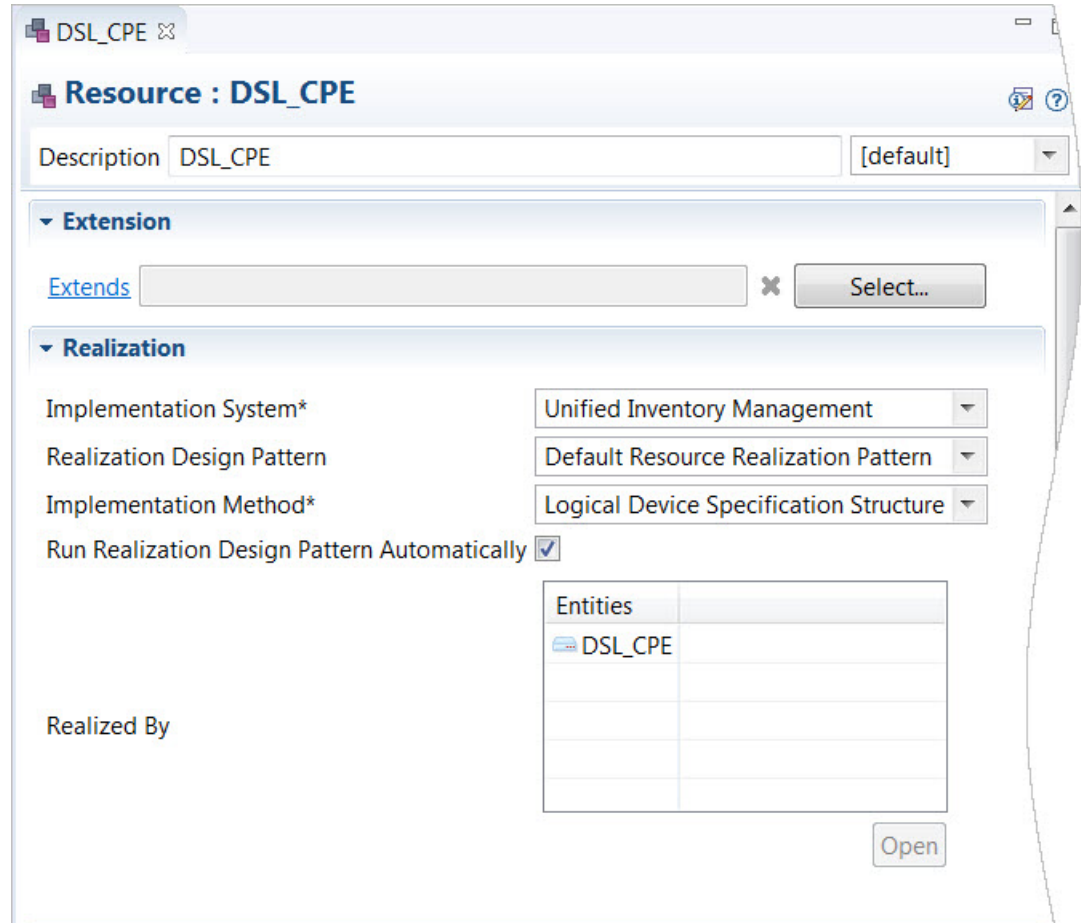 DSL_CPE
Resource : DSL_CPE
Description DSL_CPE [default]
Extension
Extends Select...
Realization
Implementation System* Unified Inventory Management
Realization Design Pattern Default Resource Realization Pattern
Implementation Method* Logical Device Specification Structure
Run Realization Design Pattern Automatically
Entities
DSL_CPE
Realized By
Open